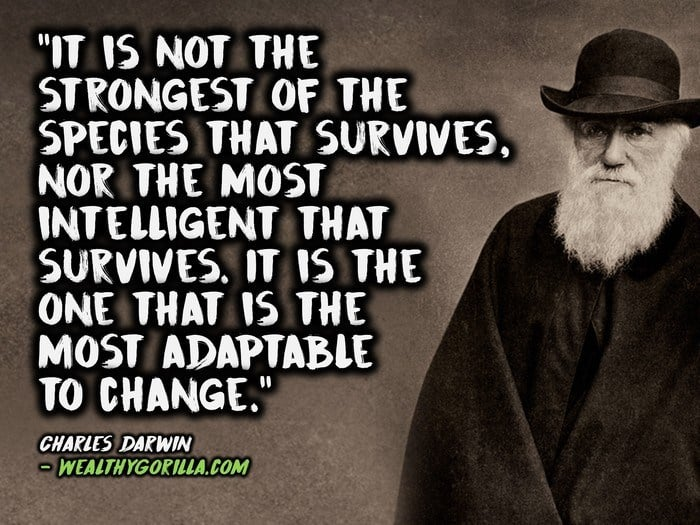 "IT IS NOT THE
STRONGEST OF THE
SPECIES THAT SURVIVES,
NOR THE MOST
INTELLIGENT THAT
SURVIVES. IT IS THE
ONE THAT IS THE
MOST ADAPTABLE
TO CHANGE."
CHARLES DARWIN
- WEALTHYGORILLA.COM